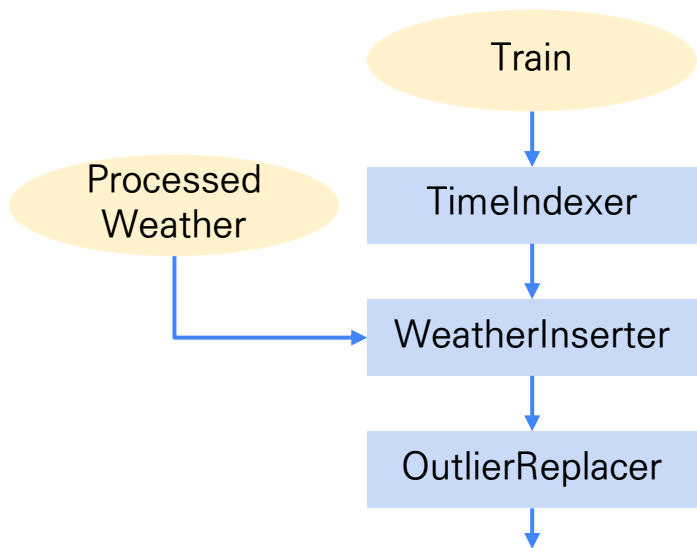 Train
Processed
Weather
TimeIndexer
WeatherInserter
OutlierReplacer